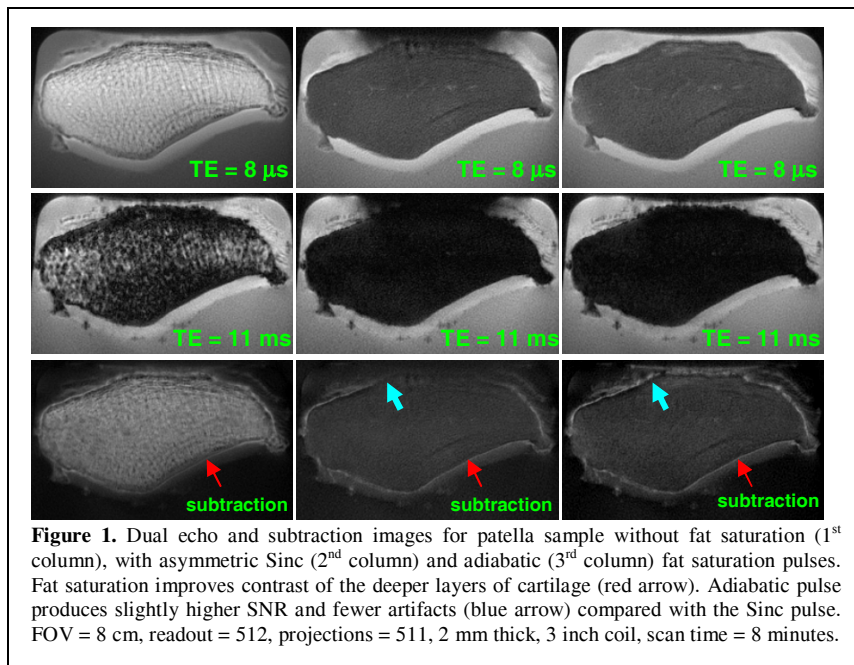 TE = 8 μs
TE = 8 μs
TE = 8 μs
TE = 11 ms
TE = 11 ms
TE = 11 ms
subtraction
subtraction
subtraction
Figure 1. Dual echo and subtraction images for patella sample without fat saturation (1st
column), with asymmetric Sinc (2nd column) and adiabatic (3rd column) fat saturation pulses.
Fat saturation improves contrast of the deeper layers of cartilage (red arrow). Adiabatic pulse
produces slightly higher SNR and fewer artifacts (blue arrow) compared with the Sinc pulse.
FOV = 8 cm, readout = 512, projections = 511, 2 mm thick, 3 inch coil, scan time = 8 minutes.